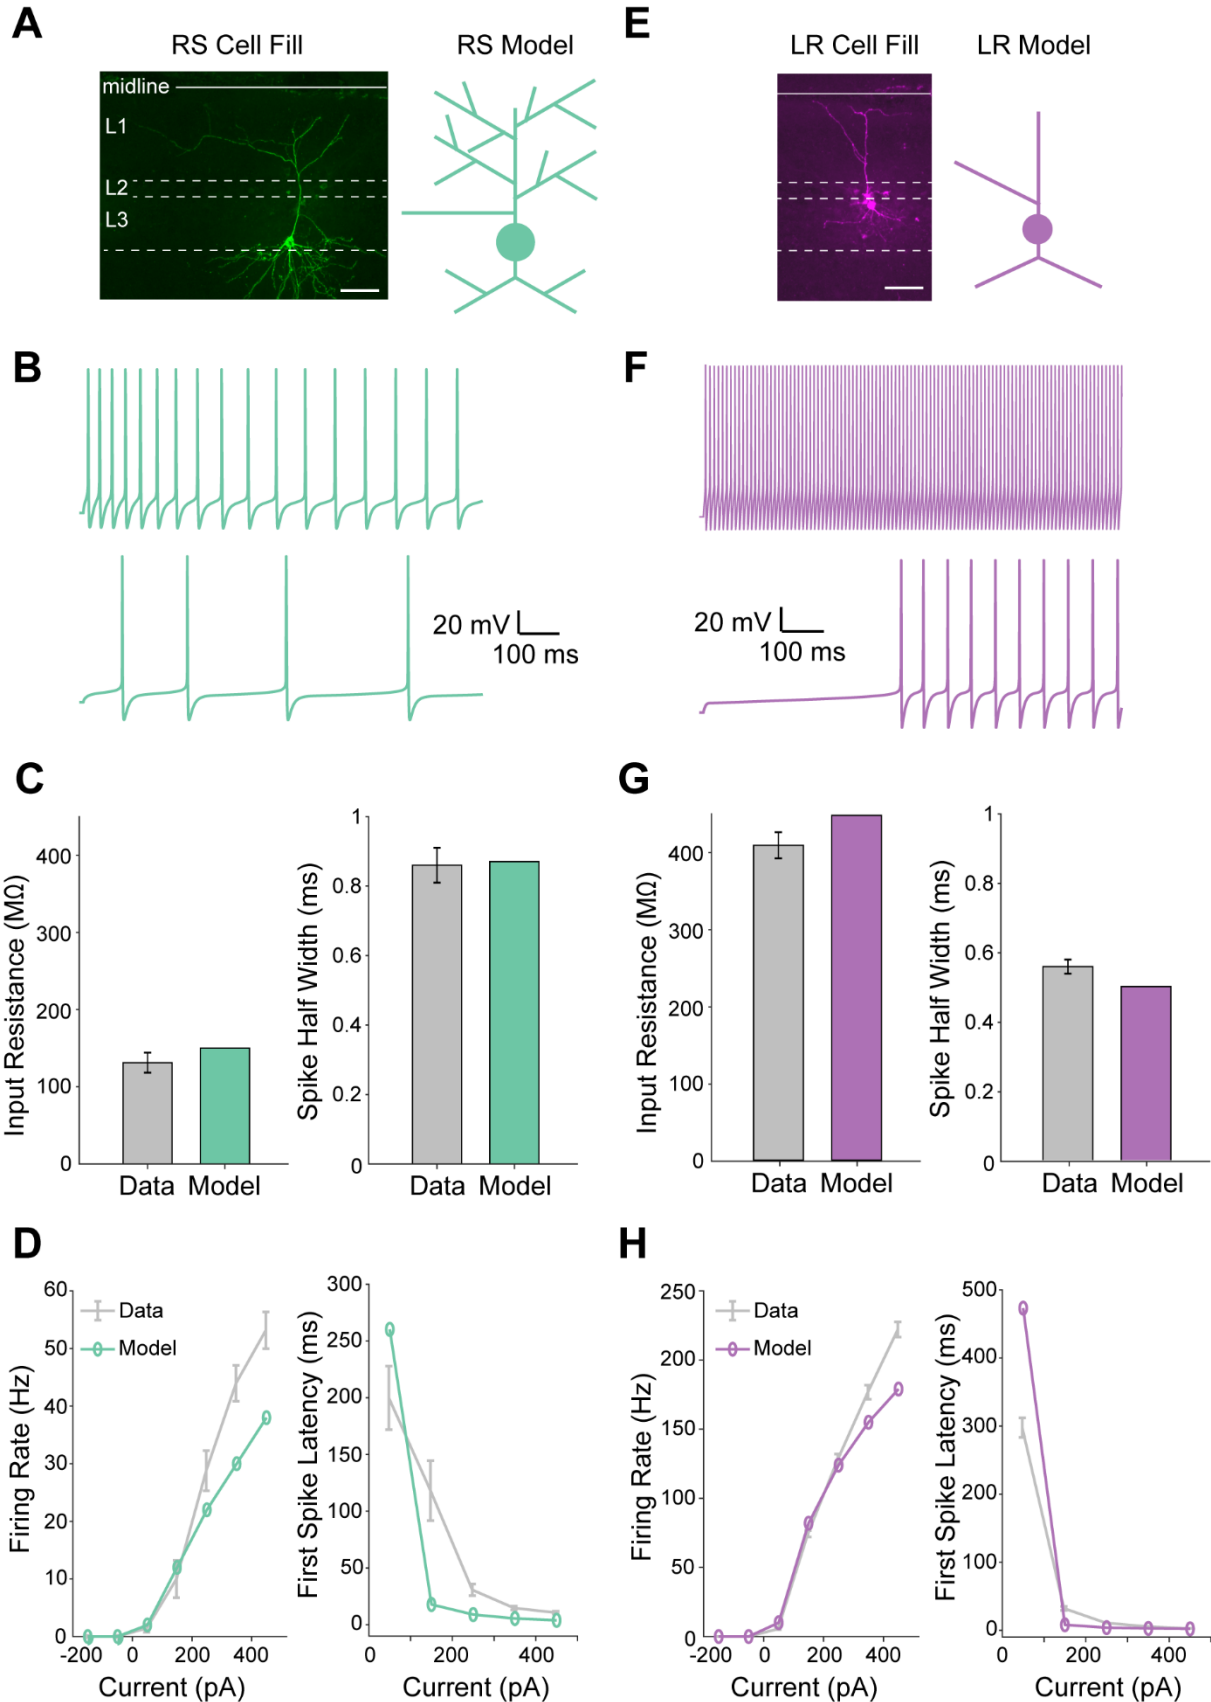 A
RS Cell Fill
RS Model
midline
L1
L2
L3
E
LR Cell Fill
LR Model
B
20 mV
100 ms
F
20 mV
100 ms
C
Input Resistance (MΩ)
400
300
200
100
0
Data
Model
Spike Half Width (ms)
1
0.8
0.6
0.4
0.2
0
Data
Model
G
Input Resistance (MΩ)
400
300
200
100
0
Data
Model
Spike Half Width (ms)
1
0.8
0.6
0.4
0.2
0
Data
Model
D
Firing Rate (Hz)
60
50
40
30
20
10
0
Data
Model
-200
0
200
400
Current (pA)
First Spike Latency (ms)
300
250
200
150
100
50
0
0
200
400
Current (pA)
H
Firing Rate (Hz)
250
200
150
100
50
0
Data
Model
-200
0
200
400
Current (pA)
First Spike Latency (ms)
500
400
300
200
100
0
0
200
400
Current (pA)